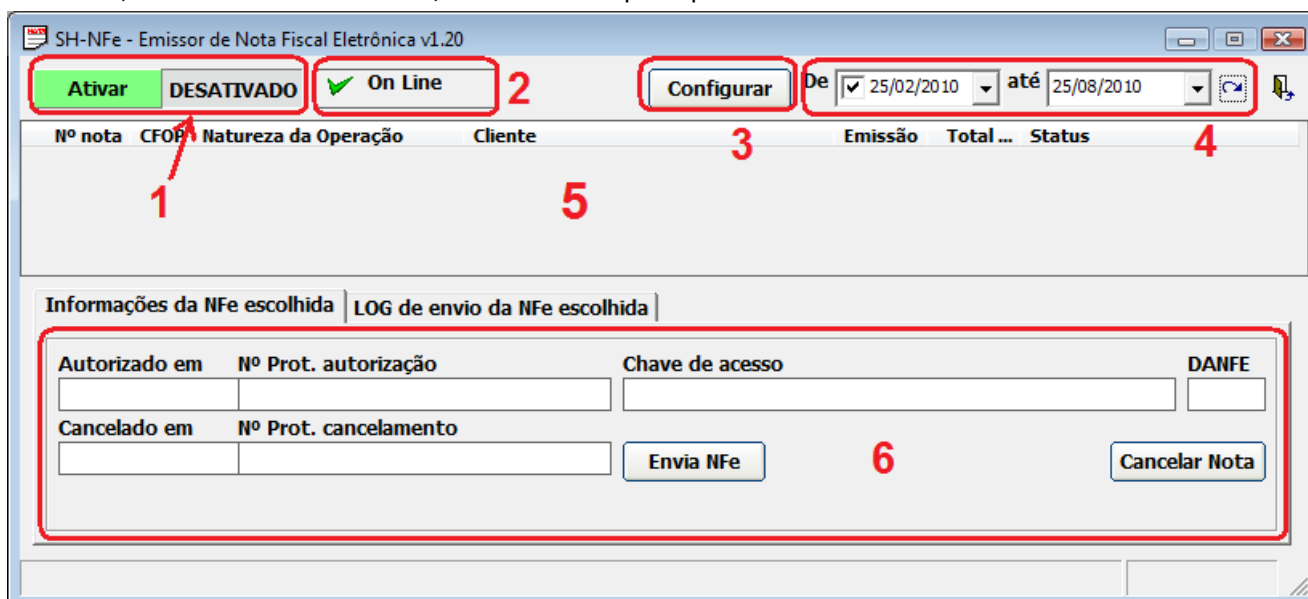 SH-NFe - Emissor de Nota Fiscal Eletrônica v1.20
Ativar DESATIVADO On Line 2 Configurar De 25/02/2010 até 25/08/2010
Nº nota CFOP Natureza da Operação Cliente Emissão Total ... Status
3 4
1 5
Informações da NFe escolhida LOG de envio da NFe escolhida
Autorizado em Nº Prot. autorização Chave de acesso DANFE
Cancelado em Nº Prot. cancelamento
Envia NFe 6 Cancelar Nota